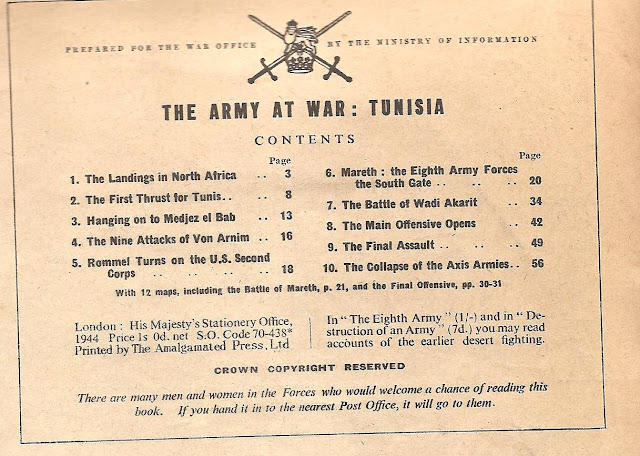 PREPARED FOR THE WAR OFFICE BY THE MINISTRY OF INFORMATION
THE ARMY AT WAR: TUNISIA
CONTENTS
Page
1. The Landings in North Africa .. 3
2. The First Thrust for Tunis.. .. 8
3. Hanging on to Medjez el Bab .. 13
4. The Nine Attacks of Von Arnim .. 16
5. Rommel Turns on the U.S. Second
Corps .. .. .. .. .. 18
Page
6. Mareth : the Eighth Army Forces
the South Gate .. .. .. 20
7. The Battle of Wadi Akarit .. 34
8. The Main Offensive Opens .. 42
9. The Final Assault .. .. .. 49
10. The Collapse of the Axis Armies.. 56
With 12 maps, including the Battle of Mareth, p. 21, and the Final Offensive, pp. 30-31
London : His Majesty's Stationery Office,
1944 Price 1s 0d. net S.O. Code 70-438*
Printed by The Amalgamated Press, Ltd
In "The Eighth Army" (1/-) and in "De-
struction of an Army" (7d.) you may read
accounts of the earlier desert fighting.
CROWN COPYRIGHT RESERVED
There are many men and women in the Forces who would welcome a chance of reading this
book. If you hand it in to the nearest Post Office, it will go to them.